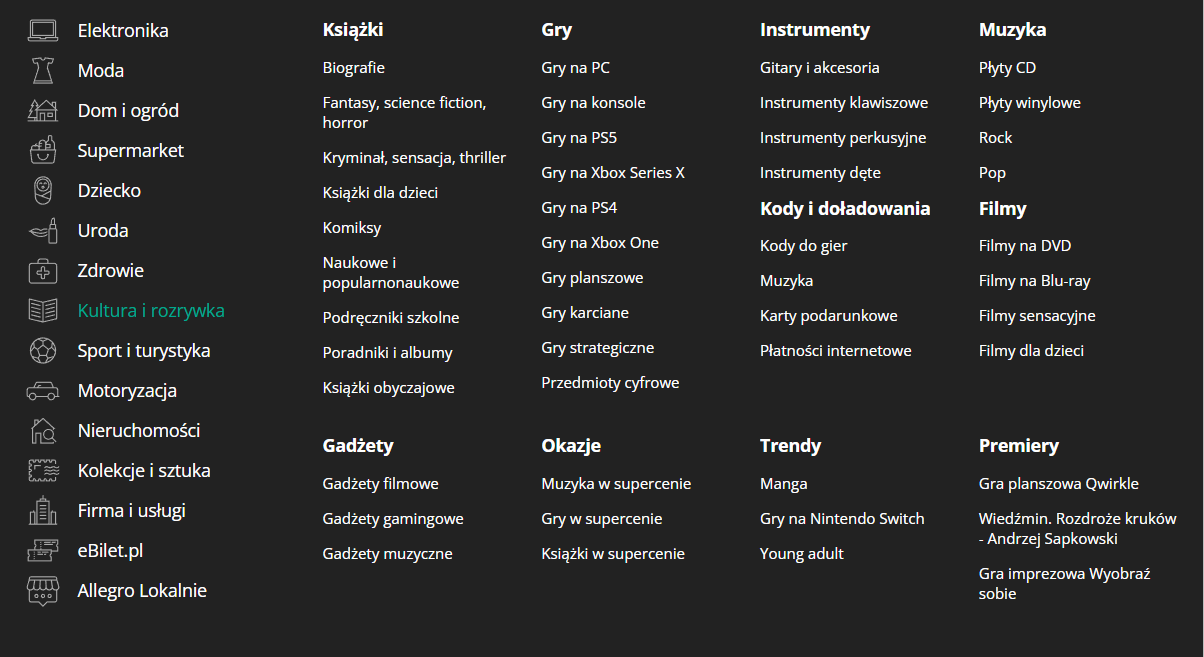 Elektronika
Moda
Dom i ogród
Supermarket
Dziecko
Uroda
Zdrowie
Kultura i rozrywka
Sport i turystyka
Motoryzacja
Nieruchomości
Kolekcje i sztuka
Firma i usługi
eBilet.pl
Allegro Lokalnie
Książki
Biografie
Fantasy, science fiction,
horror
Kryminał, sensacja, thriller
Książki dla dzieci
Komiksy
Naukowe i
popularnonaukowe
Podręczniki szkolne
Poradniki i albumy
Książki obyczajowe
Gry
Gry na PC
Gry na konsole
Gry na PS5
Gry na Xbox Series X
Gry na PS4
Gry na Xbox One
Gry planszowe
Gry karciane
Gry strategiczne
Przedmioty cyfrowe
Instrumenty
Gitary i akcesoria
Instrumenty klawiszowe
Instrumenty perkusyjne
Instrumenty dęte
Kody i doładowania
Kody do gier
Muzyka
Karty podarunkowe
Płatności internetowe
Muzyka
Płyty CD
Płyty winylowe
Rock
Pop
Filmy
Filmy na DVD
Filmy na Blu-ray
Filmy sensacyjne
Filmy dla dzieci
Gadżety
Gadżety filmowe
Gadżety gamingowe
Gadżety muzyczne
Okazje
Muzyka w supercenie
Gry w supercenie
Książki w supercenie
Trendy
Manga
Gry na Nintendo Switch
Young adult
Premiery
Gra planszowa Qwirkle
Wiedźmin. Rozdroże kruków
- Andrzej Sapkowski
Gra imprezowa Wyobraź
sobie